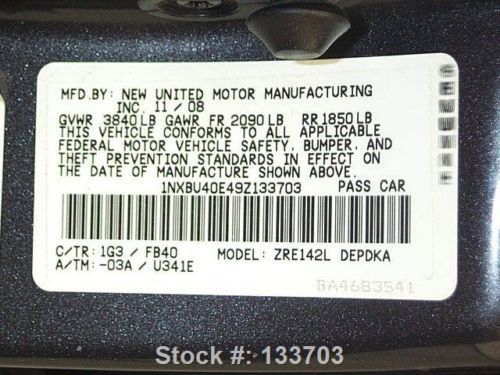 MFD.BY: NEW UNITED MOTOR MANUFACTURING
INC. 11 / 08
GVWR 3840LB GAWR FR 2090LB RR 1850LB
THIS VEHICLE CONFORMS TO ALL APPLICABLE
FEDERAL MOTOR VEHICLE SAFETY, BUMPER, AND
THEFT PREVENTION STANDARDS IN EFFECT ON
THE DATE OF MANUFACTURE SHOWN ABOVE.
1NXBU40E49Z133703 PASS CAR
C/TR: 1G3 / FB40 MODEL: ZRE142L DEPDKA
A/TM: -03A / U341E
BA4683541
Stock #: 133703